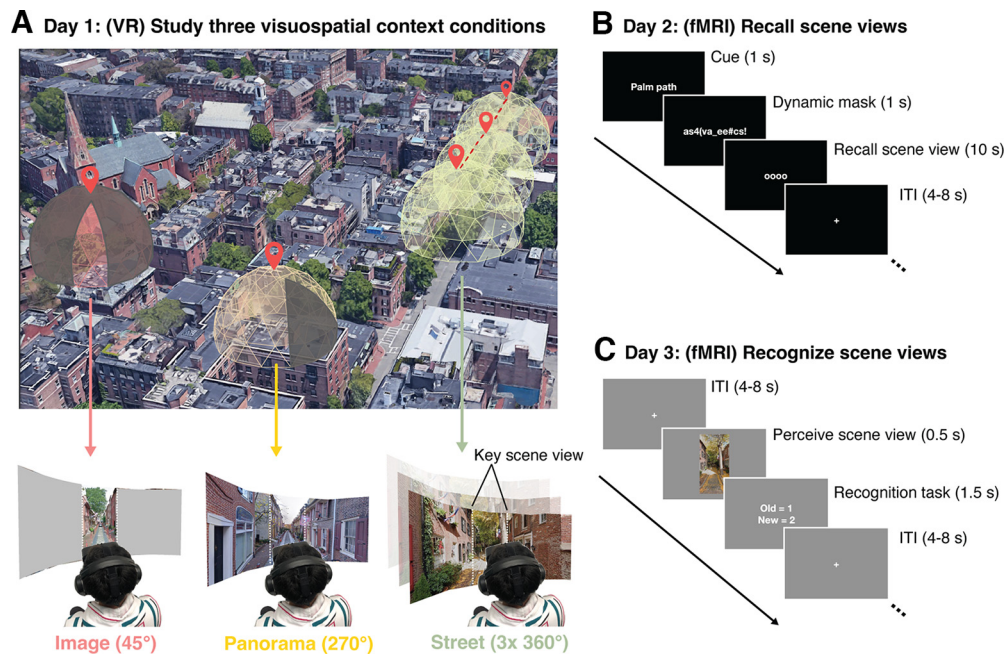 A Day 1: (VR) Study three visuospatial context conditions
Key scene view
Image (45°)
Panorama (270°)
Street (3x 360°)
B Day 2: (fMRI) Recall scene views
Cue (1 s)
Palm path
Dynamic mask (1 s)
as4(va_ee#cs!
Recall scene view (10 s)
oooo
ITI (4-8 s)
+
C Day 3: (fMRI) Recognize scene views
ITI (4-8 s)
+
Perceive scene view (0.5 s)
Recognition task (1.5 s)
Old = 1
New = 2
ITI (4-8 s)
+